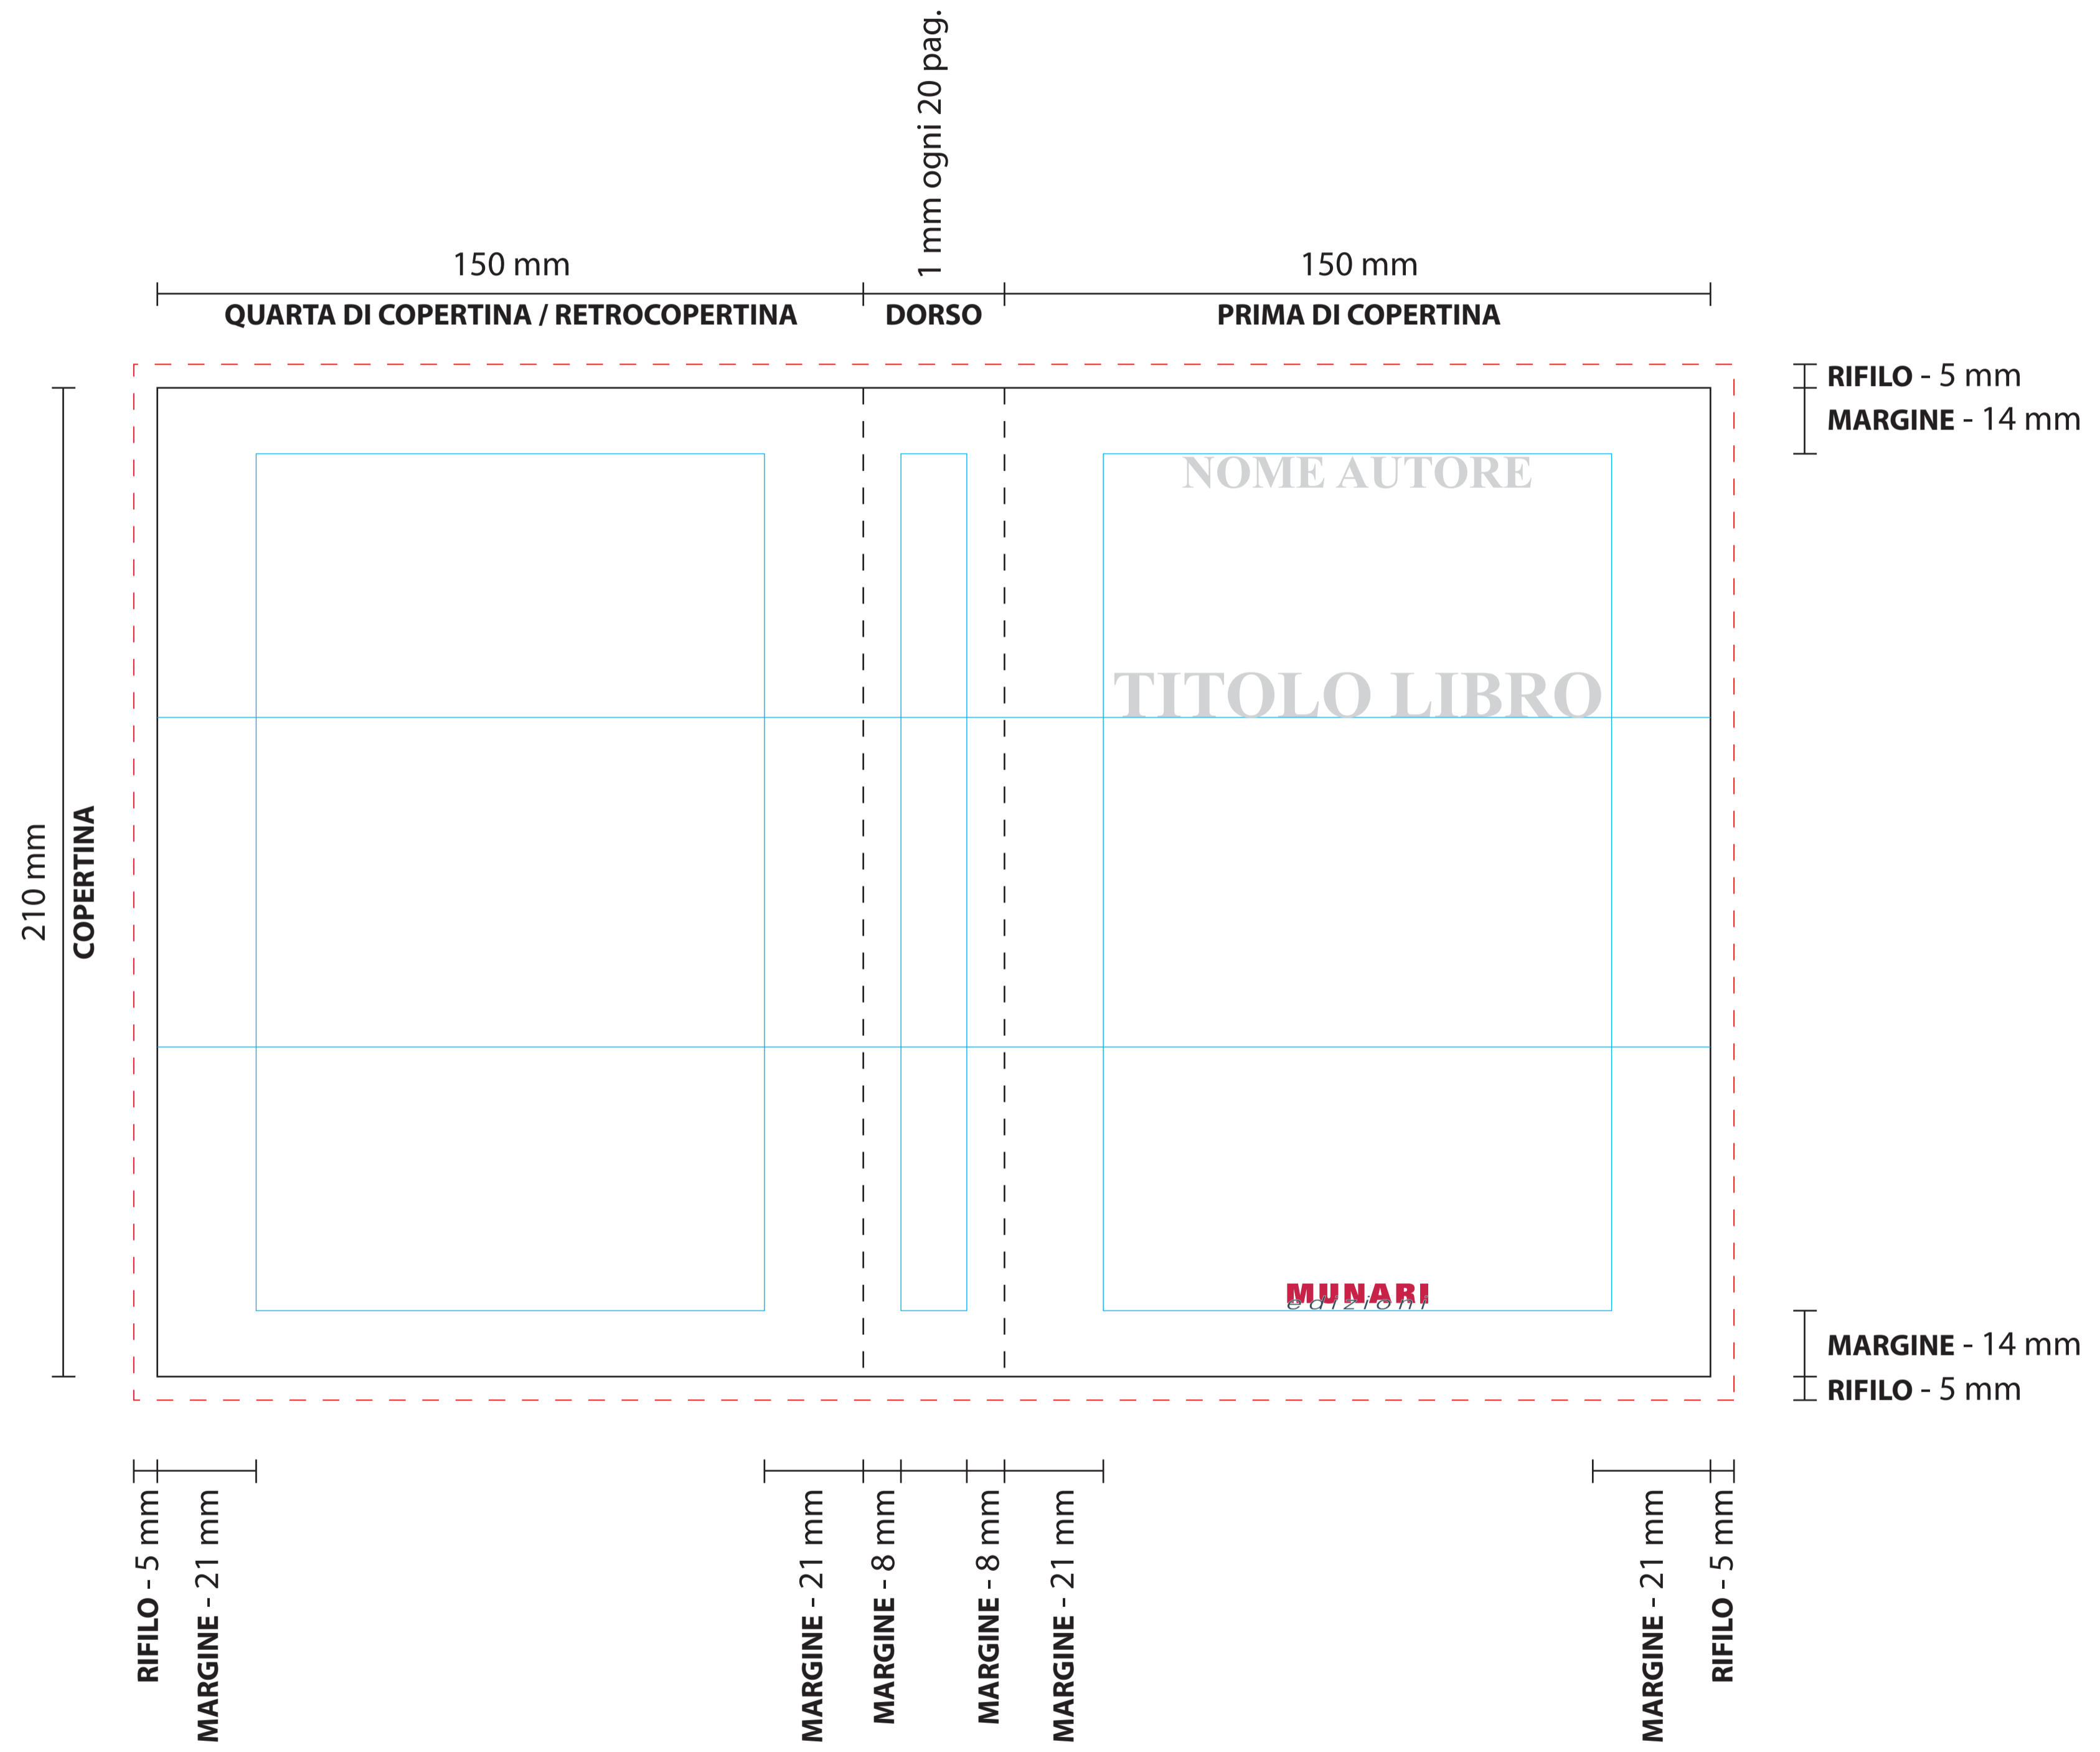 1 mm ogni 20 pag.
150 mm
150 mm
QUARTA DI COPERTINA / RETROCOPERTINA
DORSO
PRIMA DI COPERTINA
RIFILO - 5 mm
MARGINE - 14 mm
NOME AUTORE
TITOLO LIBRO
210 mm
COPERTINA
MUNARI
edizioni
MARGINE - 14 mm
RIFILO - 5 mm
RIFILO - 5 mm
MARGINE - 21 mm
MARGINE - 21 mm
MARGINE - 8 mm
MARGINE - 8 mm
MARGINE - 21 mm
MARGINE - 21 mm
RIFILO - 5 mm